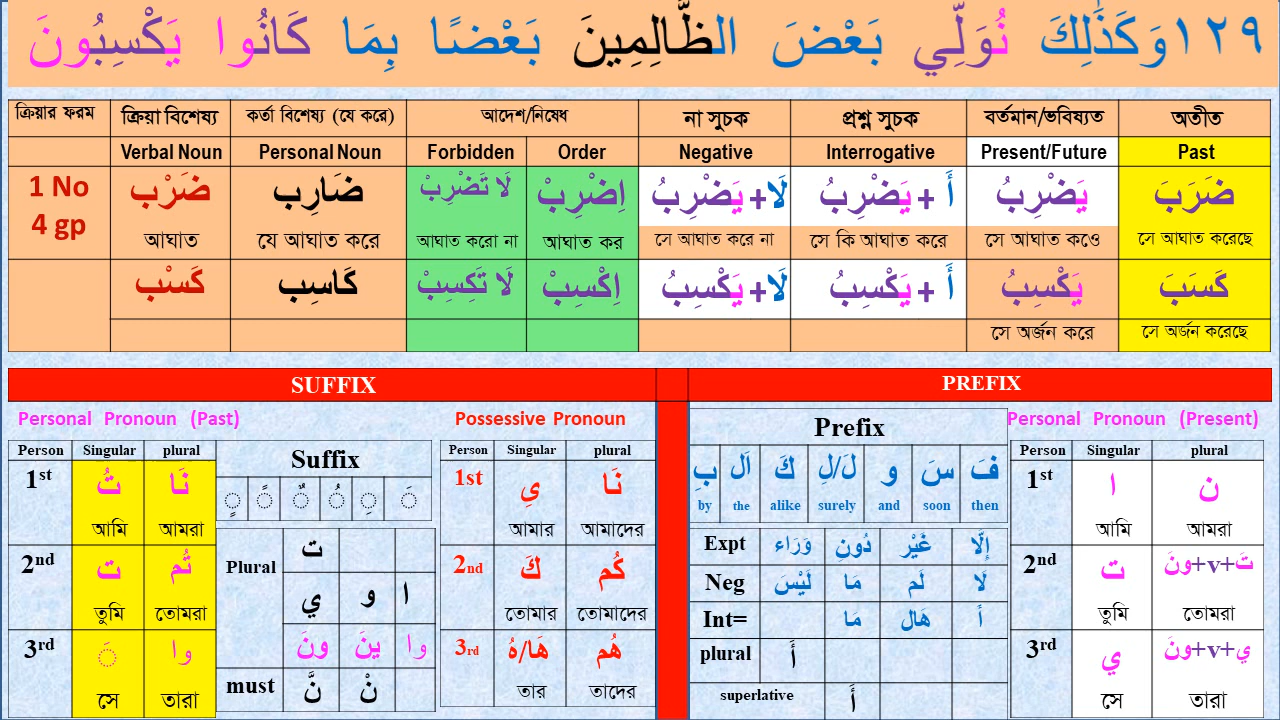 ١٢٩وَكَذَٰلِكَ نُوَلِّي بَعْضَ الظَّالِمِينَ بَعْضًا بِمَا كَانُوا يَكْسِبُونَ
ক্রিয়ার ফরম ক্রিয়া বিশেষ্য কর্তা বিশেষ্য (যে করে) আদেশ/নিষেধ না সুচক প্রশ্ন সুচক বর্তমান/ভবিষ্যত অতীত
Verbal Noun Personal Noun Forbidden Order Negative Interrogative Present/Future Past
1 No 4 gp ضَرْب ضَارِب لَا تَضْرِبْ اِضْرِبْ لَا+ يَضْرِبُ أَ + يَضْرِبُ يَضْرِبُ ضَرَبَ
আঘাত যে আঘাত করে আঘাত করো না আঘাত কর সে আঘাত করে না সে কি আঘাত করে সে আঘাত কওে সে আঘাত করেছে
كَسْب كَاسِب لَا تَكِسِبْ اِكْسِبْ لَا+ يَكْسِبُ أَ + يَكْسِبُ يَكْسِبُ كَسَبَ
সে অর্জন করে সে অর্জন করেছে
SUFFIX PREFIX
Personal Pronoun (Past)
Person Singular plural
1st تُ نَا
আমি আমরা
2nd ت تُم
তুমি তোমরা
3rd َ وا
সে তারা
Suffix
ٍ ً ٌ ُ ِ َ
Plural ت
ي و ا
ونَ ينَ وا
must نَّ نْ
Possessive Pronoun
Person Singular plural
1st ي نَا
আমার আমাদের
2nd كَ كُم
তোমার তোমাদের
3rd هَا/هُ هُم
তার তাদের
Prefix
بِ اَل كَ لَ/لِ و سَ فَ
by the alike surely and soon then
Expt وَرَاء دُونِ غَيْر إِلَّا
Neg لَيْسَ مَا لَم لَا
Int= مَا هَال أَ
plural أَ
superlative أَ
Personal Pronoun (Present)
Person Singular plural
1st ا ن
আমি আমরা
2nd ت تَ+v+ونَ
তুমি তোমরা
3rd ي ي+v+ونَ
সে তারা